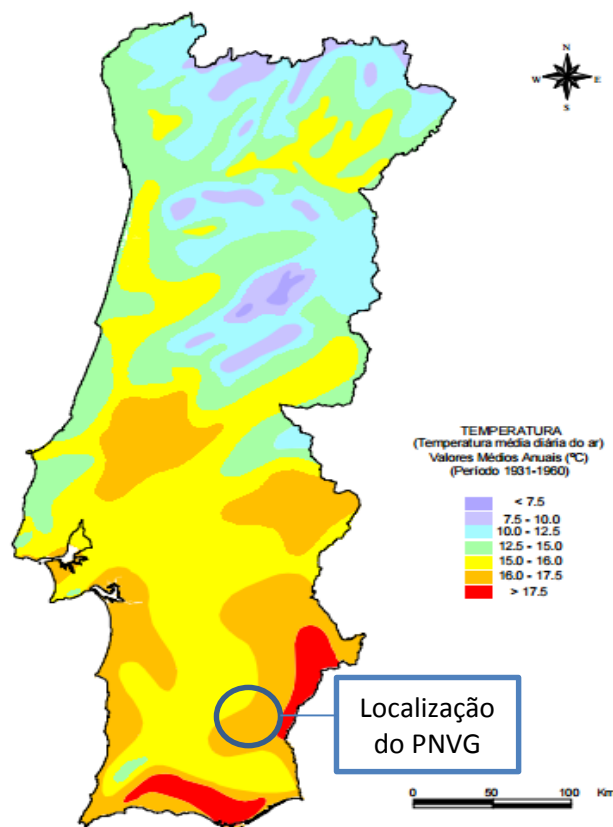 N
W E
S
TEMPERATURA
(Temperatura média diária do ar)
Valores Médios Anuais (ºC)
(Período 1931-1960)
< 7.5
7.5 - 10.0
10.0 - 12.5
12.5 - 15.0
15.0 - 16.0
16.0 - 17.5
> 17.5
Localização
do PNVG
0 50 100 Km